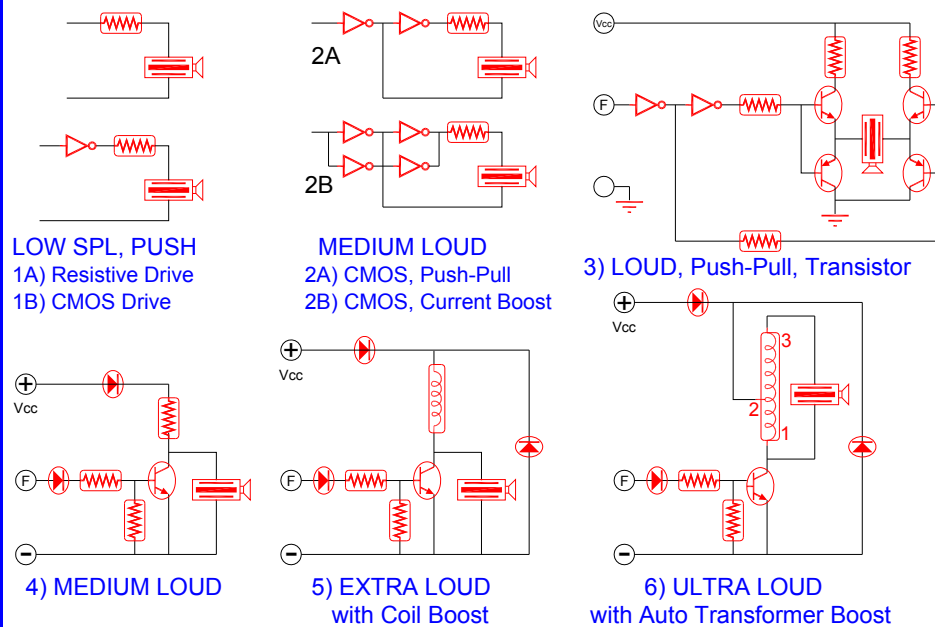 2A
2B
LOW SPL, PUSH
1A) Resistive Drive
1B) CMOS Drive
MEDIUM LOUD
2A) CMOS, Push-Pull
2B) CMOS, Current Boost
Vcc
F
3) LOUD, Push-Pull, Transistor
+
Vcc
F
−
4) MEDIUM LOUD
+
Vcc
F
−
5) EXTRA LOUD
with Coil Boost
+
Vcc
3
2
1
F
−
6) ULTRA LOUD
with Auto Transformer Boost